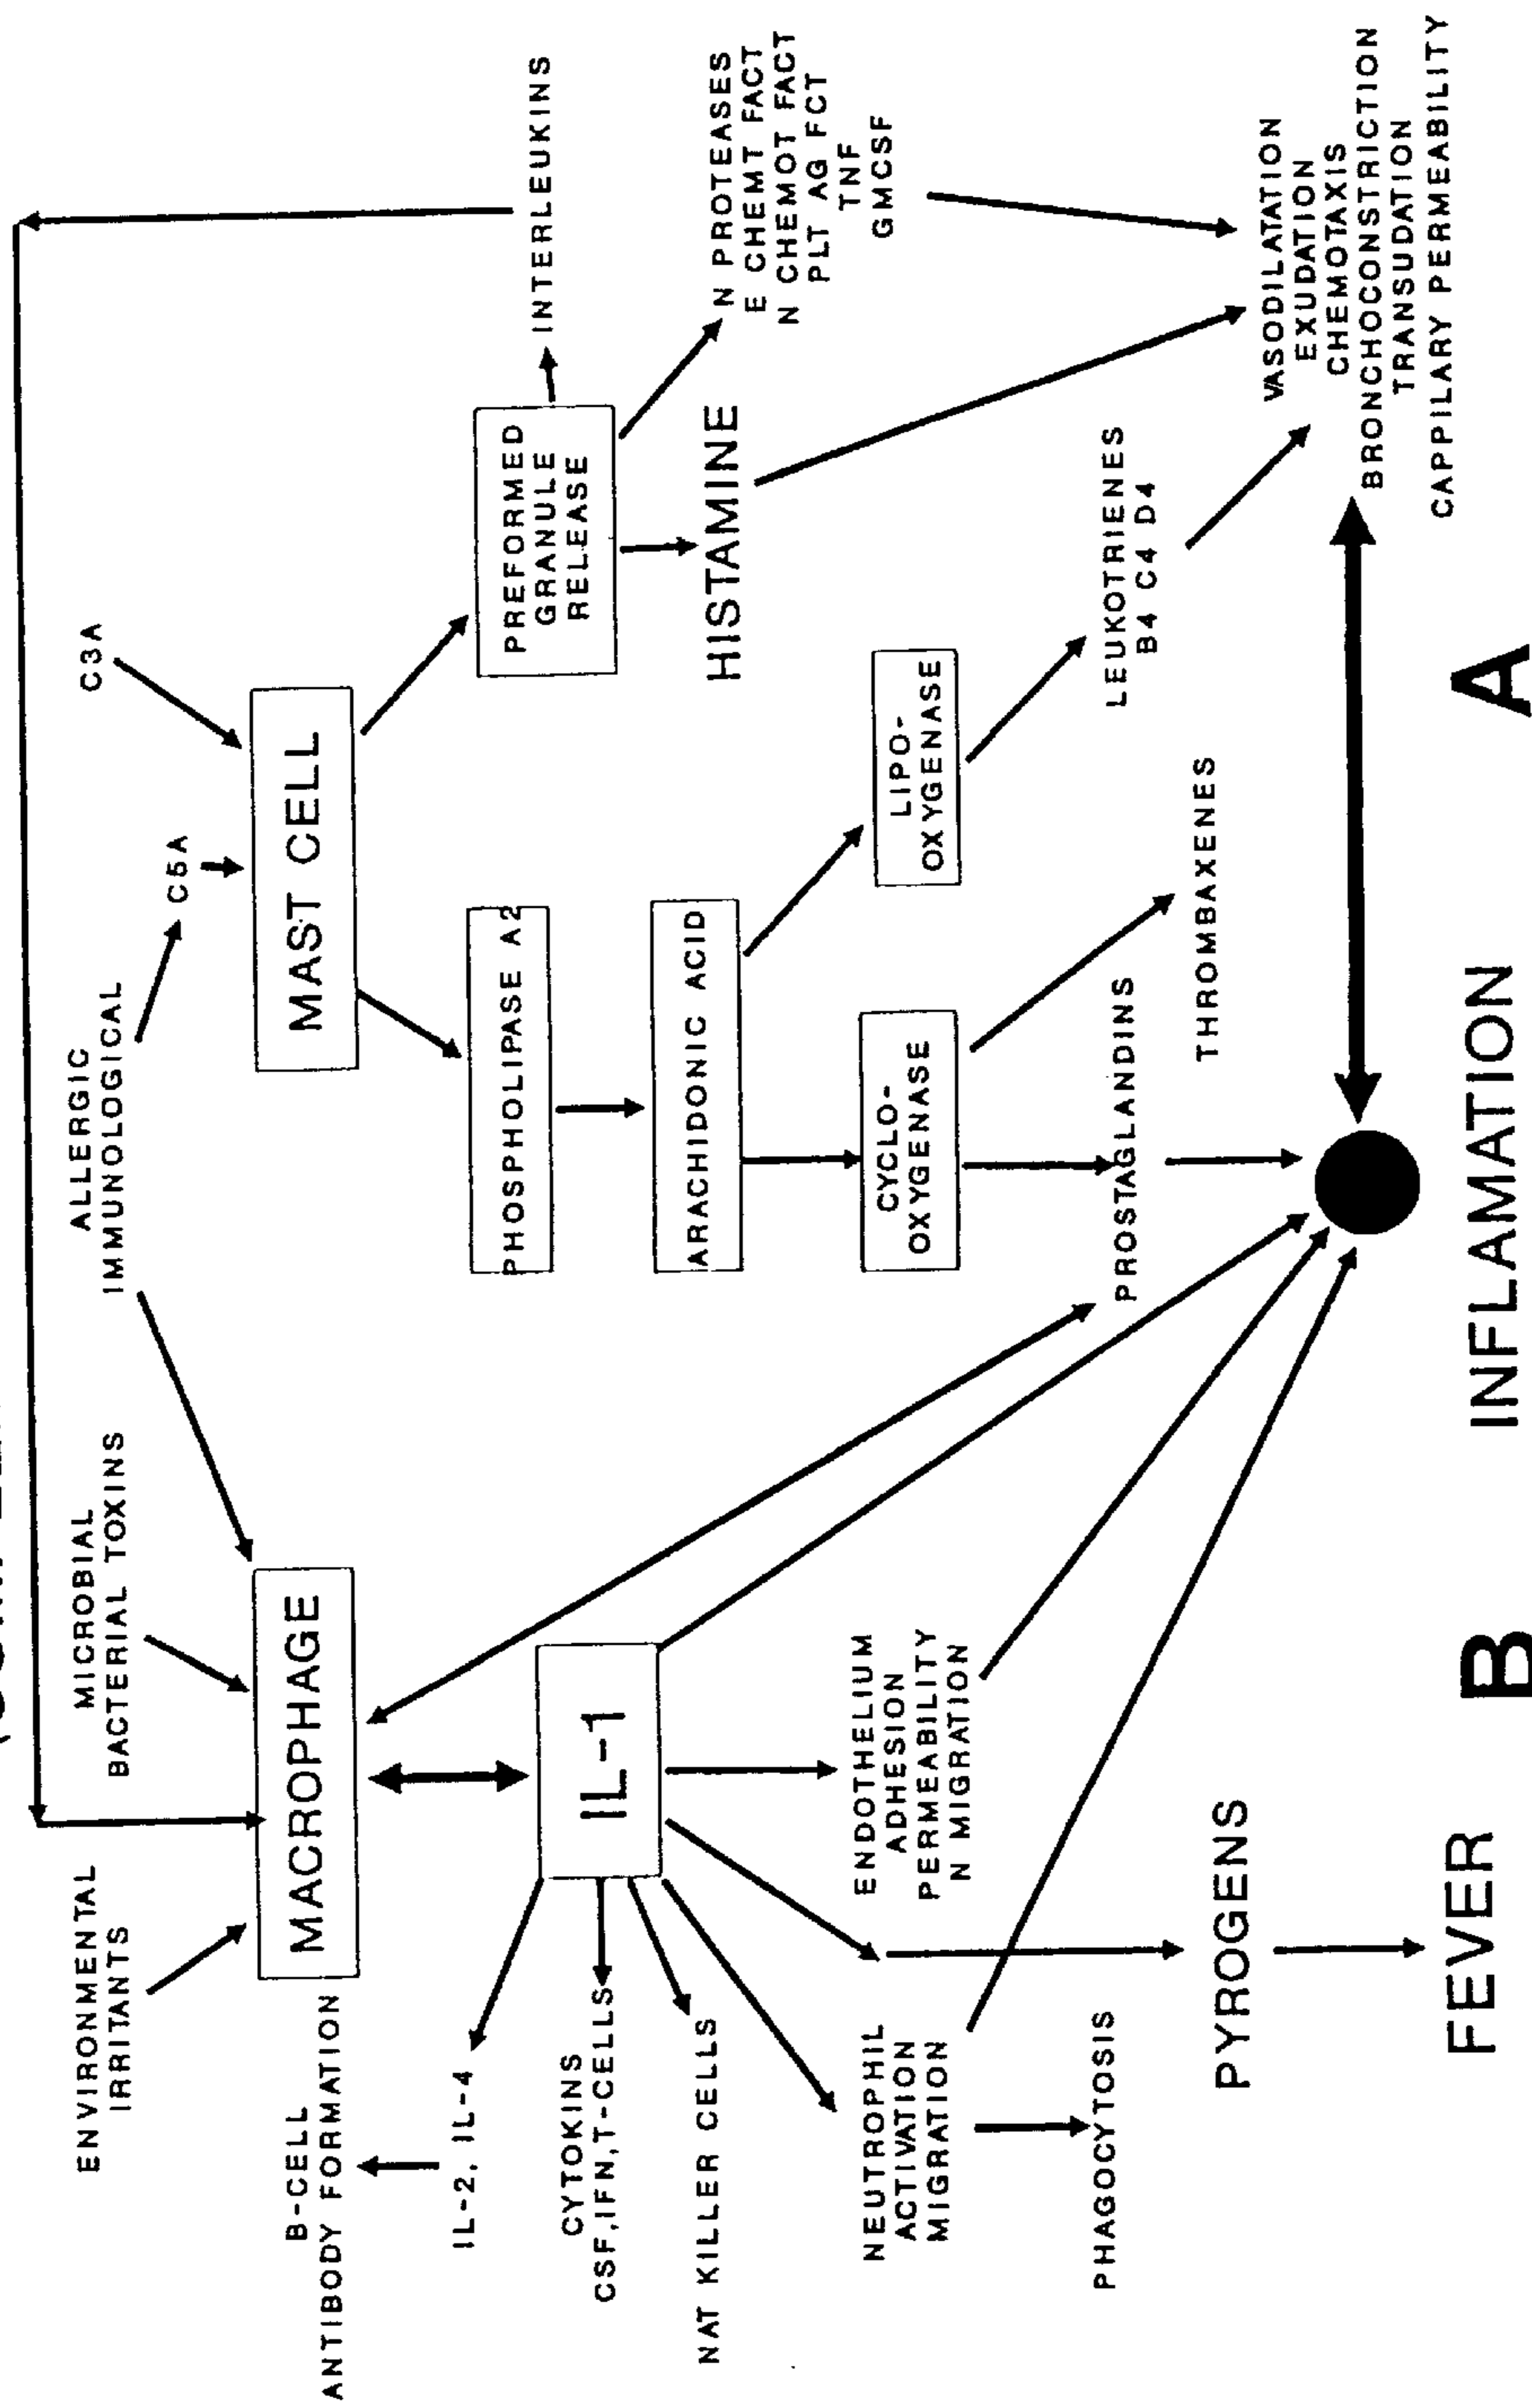 ENVIRONMENTAL
IRRITANTS
MICROBIAL
BACTERIAL TOXINS
ALLERGIC
IMMUNOLOGICAL
C5A
C3A
MACROPHAGE
MAST CELL
B-CELL
ANTIBODY FORMATION
IL-2, IL-4
CYTOKINS
CSF,IFN,T-CELLS
NAT KILLER CELLS
IL-1
PHOSPHOLIPASE A2
PREFORMED
GRANULE
RELEASE
INTERLEUKINS
ARACHIDONIC ACID
HISTAMINE
N PROTEASES
E CHEMT FACT
N CHEMOT FACT
PLT AG FCT
TNF
GMCSF
NEUTROPHIL
ACTIVATION
MIGRATION
ENDOTHELIUM
ADHESION
PERMEABILITY
N MIGRATION
CYCLO-
OXYGENASE
LIPO-
OXYGENASE
PHAGOCYTOSIS
PROSTAGLANDINS
LEUKOTRIENES
B4 C4 D4
PYROGENS
THROMBAXENES
VASODILATATION
EXUDATION
CHEMOTAXIS
BRONCHOCONSTRICTION
TRANSUDATION
CAPPILARY PERMEABILITY
FEVER
B
INFLAMATION
A